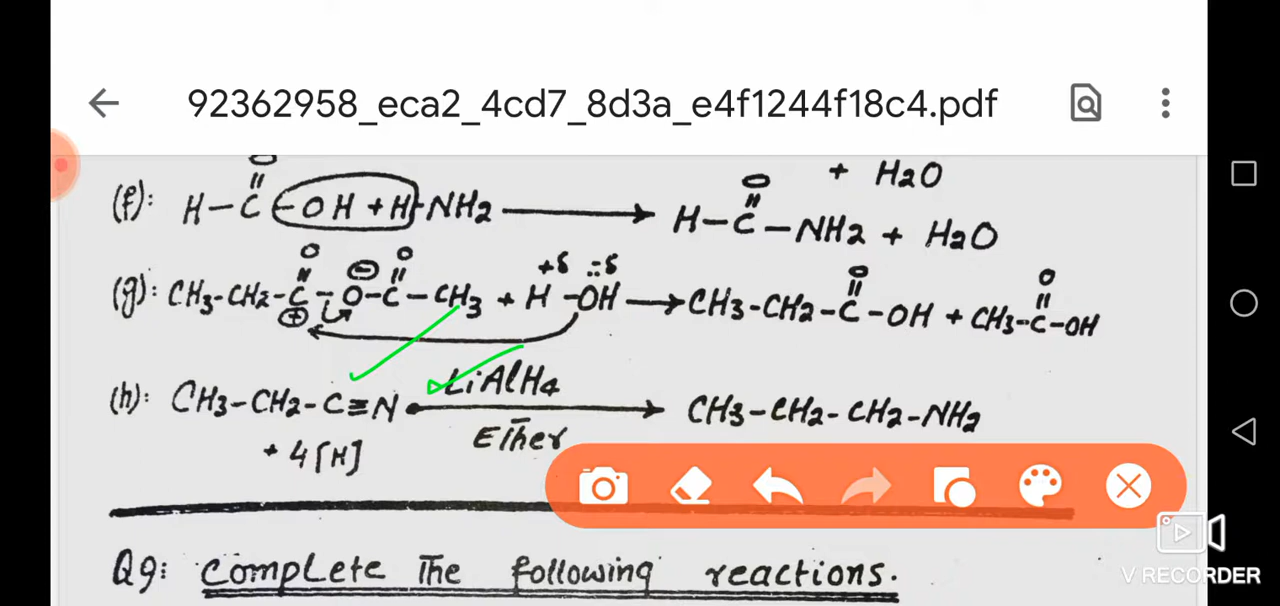 92362958_eca2_4cd7_8d3a_e4f1244f18c4.pdf
O + H2O
O
(f): H-C-OH + H-NH2 → H-C-NH2 + H2O
O ⊖ O +δ ::δ O O
(g): CH3-CH2-C-O-C-CH3 + H-OH → CH3-CH2-C-OH + CH3-C-OH
⊕
LiAlH4
(h): CH3-CH2-C≡N → CH3-CH2-CH2-NH2
+ 4[H] Ether
Q9: Complete The following reactions.
V RECORDER